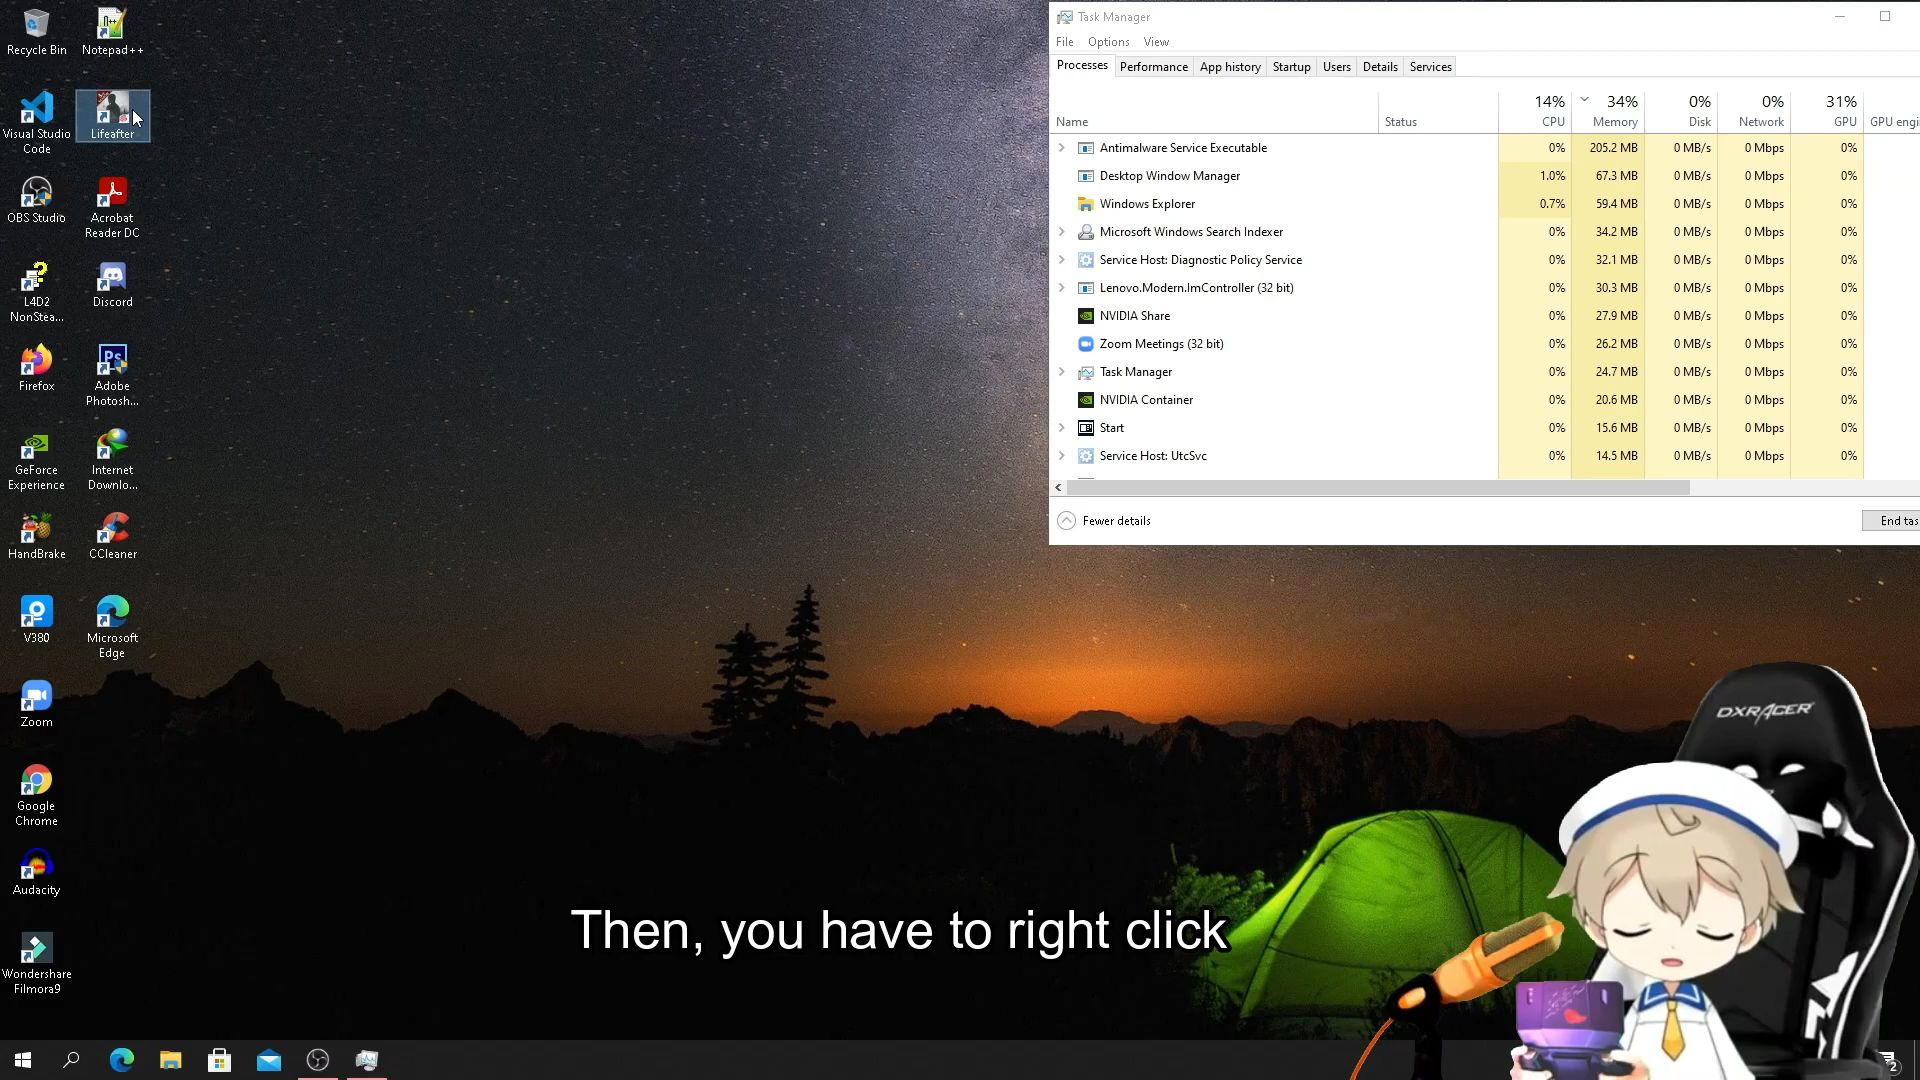 Recycle Bin
Notepad++
Visual Studio
Code
Lifeafter
OBS Studio
Acrobat
Reader DC
L4D2
NonStea...
Discord
Firefox
Adobe
Photosh...
GeForce
Experience
Internet
Downlo...
HandBrake
CCleaner
V380
Microsoft
Edge
Zoom
Google
Chrome
Audacity
Wondershare
Filmora9
Task Manager
File Options View
Processes Performance App history Startup Users Details Services
14% 34% 0% 0% 31%
Name Status CPU Memory Disk Network GPU GPU engi
Antimalware Service Executable 0% 205.2 MB 0 MB/s 0 Mbps 0%
Desktop Window Manager 1.0% 67.3 MB 0 MB/s 0 Mbps 0%
Windows Explorer 0.7% 59.4 MB 0 MB/s 0 Mbps 0%
Microsoft Windows Search Indexer 0% 34.2 MB 0 MB/s 0 Mbps 0%
Service Host: Diagnostic Policy Service 0% 32.1 MB 0 MB/s 0 Mbps 0%
Lenovo.Modern.ImController (32 bit) 0% 30.3 MB 0 MB/s 0 Mbps 0%
NVIDIA Share 0% 27.9 MB 0 MB/s 0 Mbps 0%
Zoom Meetings (32 bit) 0% 26.2 MB 0 MB/s 0 Mbps 0%
Task Manager 0% 24.7 MB 0 MB/s 0 Mbps 0%
NVIDIA Container 0% 20.6 MB 0 MB/s 0 Mbps 0%
Start 0% 15.6 MB 0 MB/s 0 Mbps 0%
Service Host: UtcSvc 0% 14.5 MB 0 MB/s 0 Mbps 0%
Fewer details
End tas
DXRACER
Then, you have to right click
2